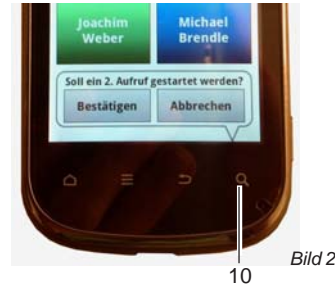 Joachim
Weber
Michael
Brendle
Soll ein 2. Aufruf gestartet werden?
Bestätigen
Abbrechen
Bild 2
10